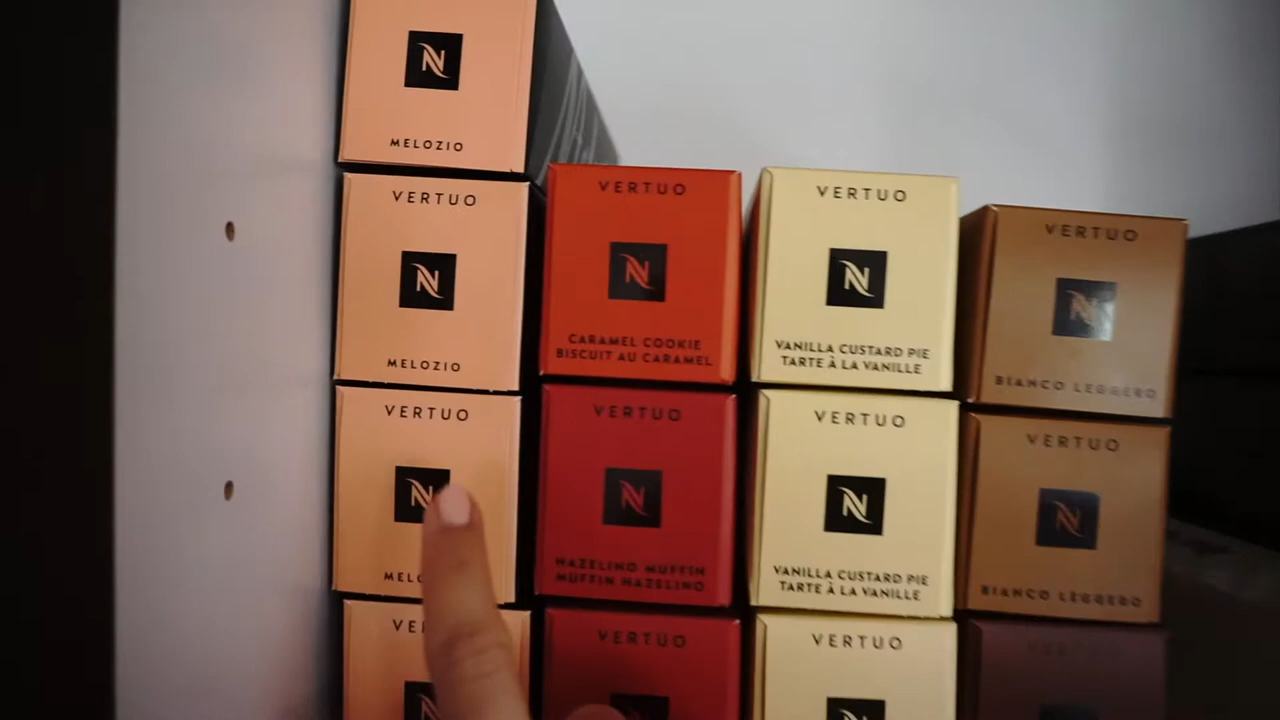 MELOZIO
VERTUO
MELOZIO
VERTUO
VERTUO
CARAMEL COOKIE
BISCUIT AU CARAMEL
VERTUO
HAZELINO MUFFIN
MUFFIN HAZELINO
VERTUO
VERTUO
VANILLA CUSTARD PIE
TARTE À LA VANILLE
VERTUO
VANILLA CUSTARD PIE
TARTE À LA VANILLE
VERTUO
VERTUO
BIANCO LEGGERO
VERTUO
BIANCO LEGGERO
VERTUO